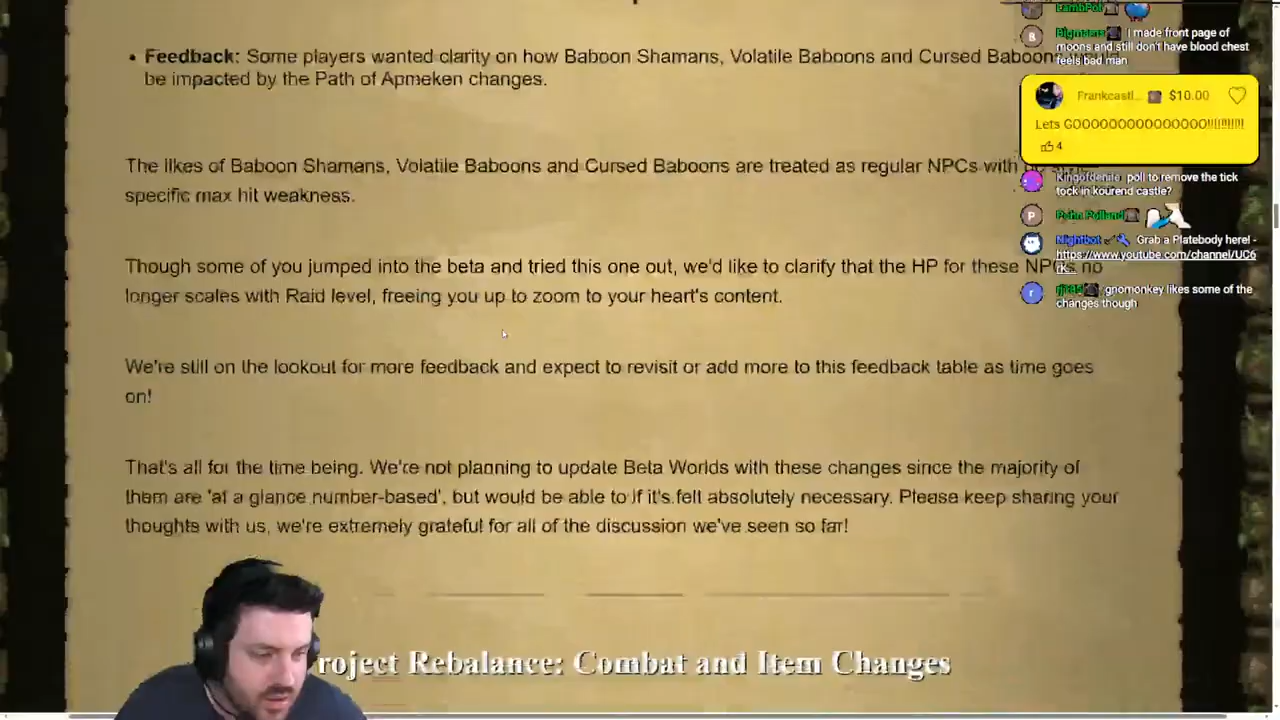 • Feedback: Some players wanted clarity on how Baboon Shamans, Volatile Baboons and Cursed Baboons
be impacted by the Path of Apmeken changes.
The likes of Baboon Shamans, Volatile Baboons and Cursed Baboons are treated as regular NPCs with
specific max hit weakness.
Though some of you jumped into the beta and tried this one out, we'd like to clarify that the HP for these NPCs no
longer scales with Raid level, freeing you up to zoom to your heart's content.
We're still on the lookout for more feedback and expect to revisit or add more to this feedback table as time goes
on!
That's all for the time being. We're not planning to update Beta Worlds with these changes since the majority of
them are 'at a glance number-based', but would be able to if it's felt absolutely necessary. Please keep sharing your
thoughts with us, we're extremely grateful for all of the discussion we've seen so far!
roject Rebalance: Combat and Item Changes
LambPot
Bigmans I made front page of
moons and still don't have blood chest
feels bad man
Frankcastl... $10.00
Lets GOOOOOOOOOOOOOO!!!!!!!!!!!
4
Kingofdenile poll to remove the tick
tock in kourend castle?
P
Nightbot Grab a Platebody here! -
https://www.youtube.com/channel/UC6
gnomonkey likes some of the
changes though